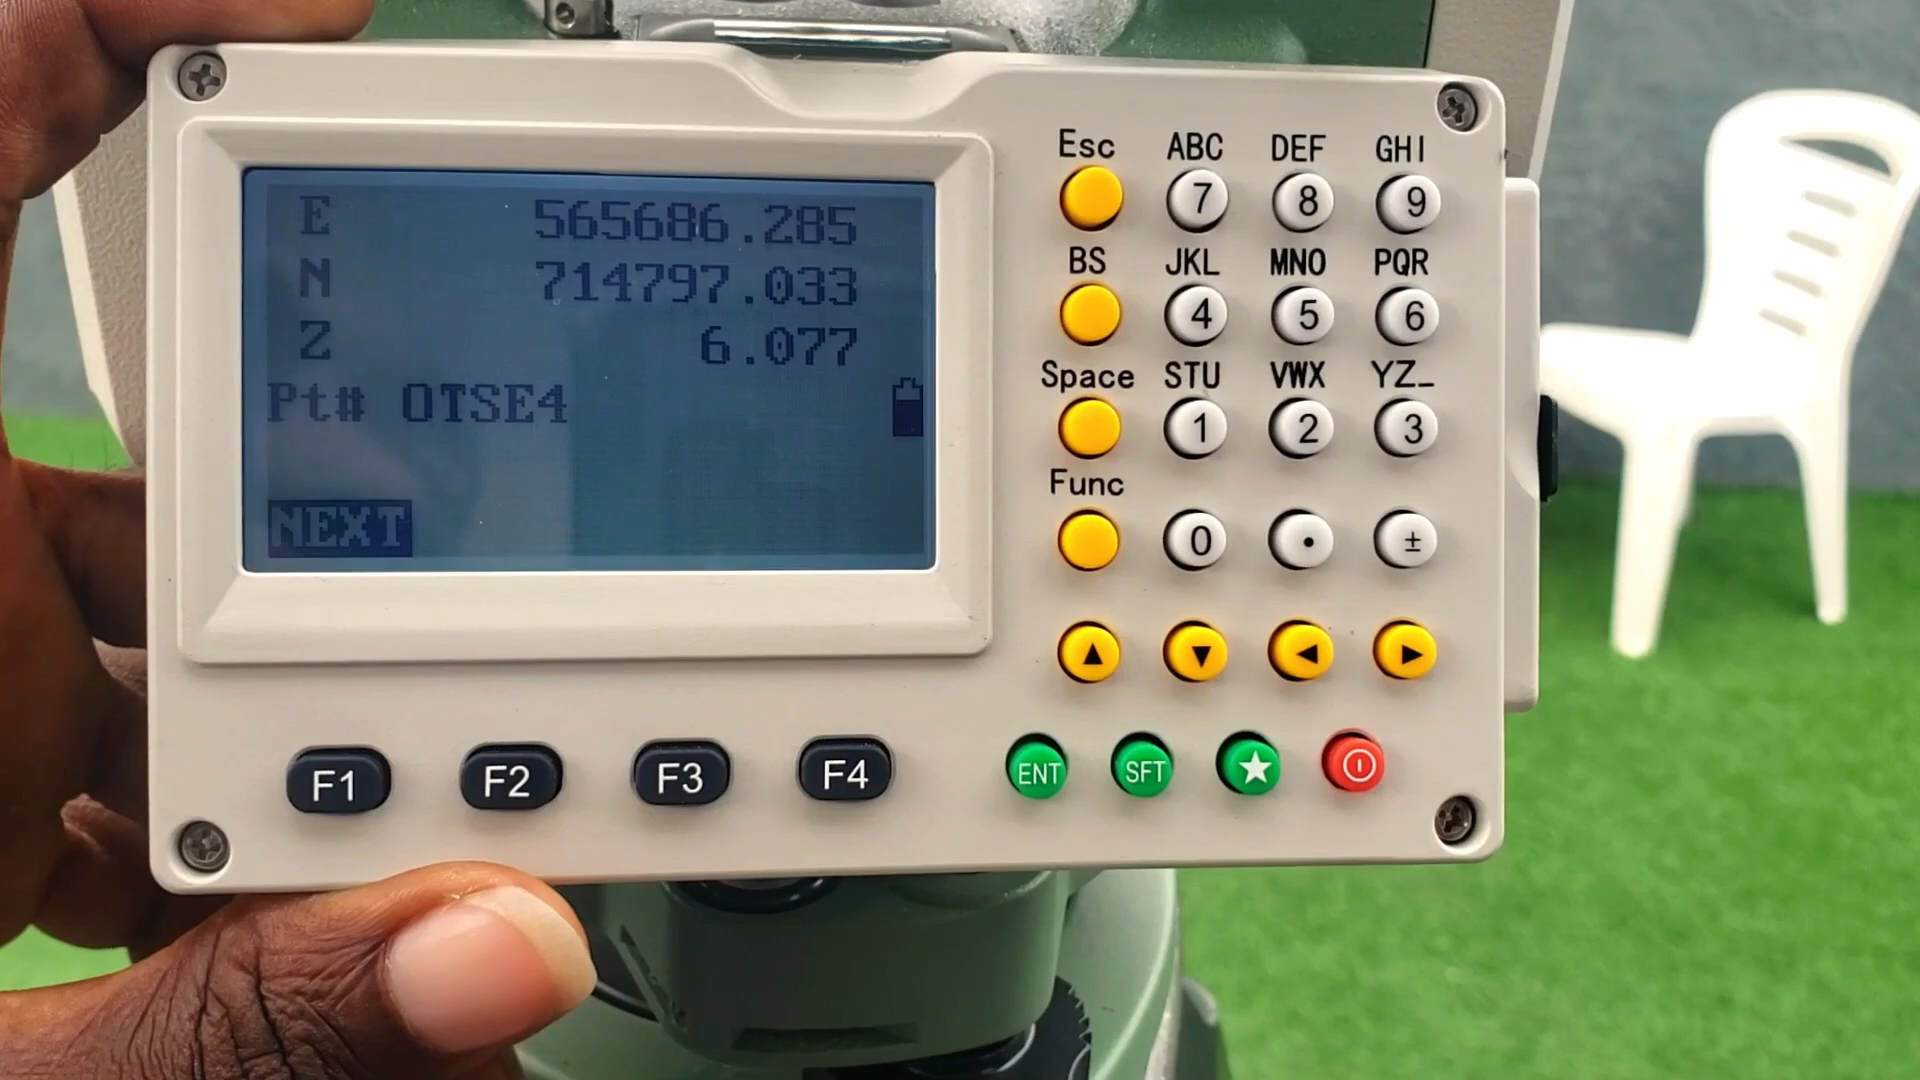 E 565686.285
N 714797.033
Z 6.077
Pt# OTSE4
NEXT
Esc ABC DEF GHI
7 8 9
BS JKL MNO PQR
4 5 6
Space STU VWX YZ_
1 2 3
Func
0 . ±
▲ ▼ ◀ ▶
F1 F2 F3 F4 ENT SFT ★